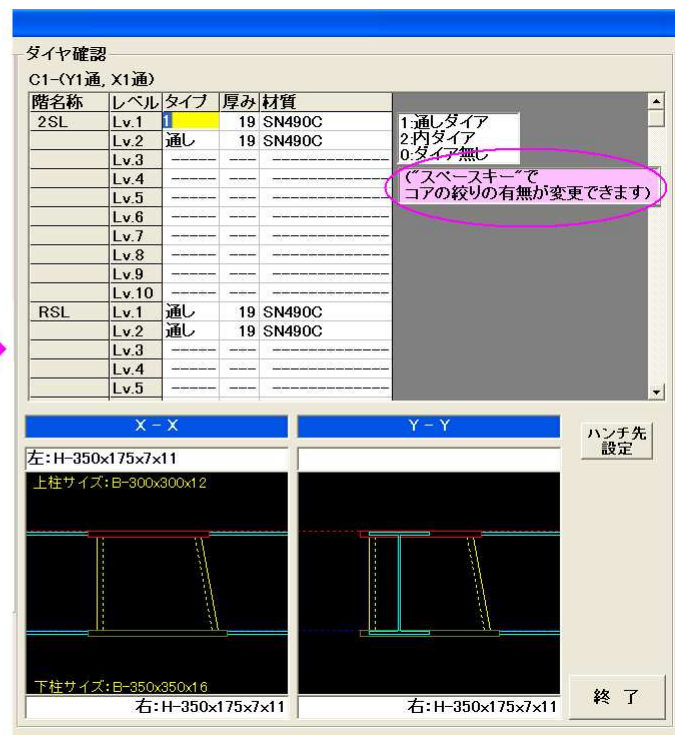 ダイヤ確認
C1-(Y1通, X1通)
階名称 レベル タイプ 厚み 材質
2SL Lv.1 1 19 SN490C
Lv.2 通し 19 SN490C
Lv.3 ----- --- ------------
Lv.4 ----- --- ------------
Lv.5 ----- --- ------------
Lv.6 ----- --- ------------
Lv.7 ----- --- ------------
Lv.8 ----- --- ------------
Lv.9 ----- --- ------------
Lv.10 ----- --- ------------
RSL Lv.1 通し 19 SN490C
Lv.2 通し 19 SN490C
Lv.3 ----- --- ------------
Lv.4 ----- --- ------------
Lv.5 ----- --- ------------
1:通しダイア
2:内ダイア
0:ダイア無し
("スペースキー"で
コアの絞りの有無が変更できます)
X - X
Y - Y
ハンチ先
設定
左:H-350x175x7x11
上柱サイズ:B-300x300x12
下柱サイズ:B-350x350x16
右:H-350x175x7x11
右:H-350x175x7x11
終 了